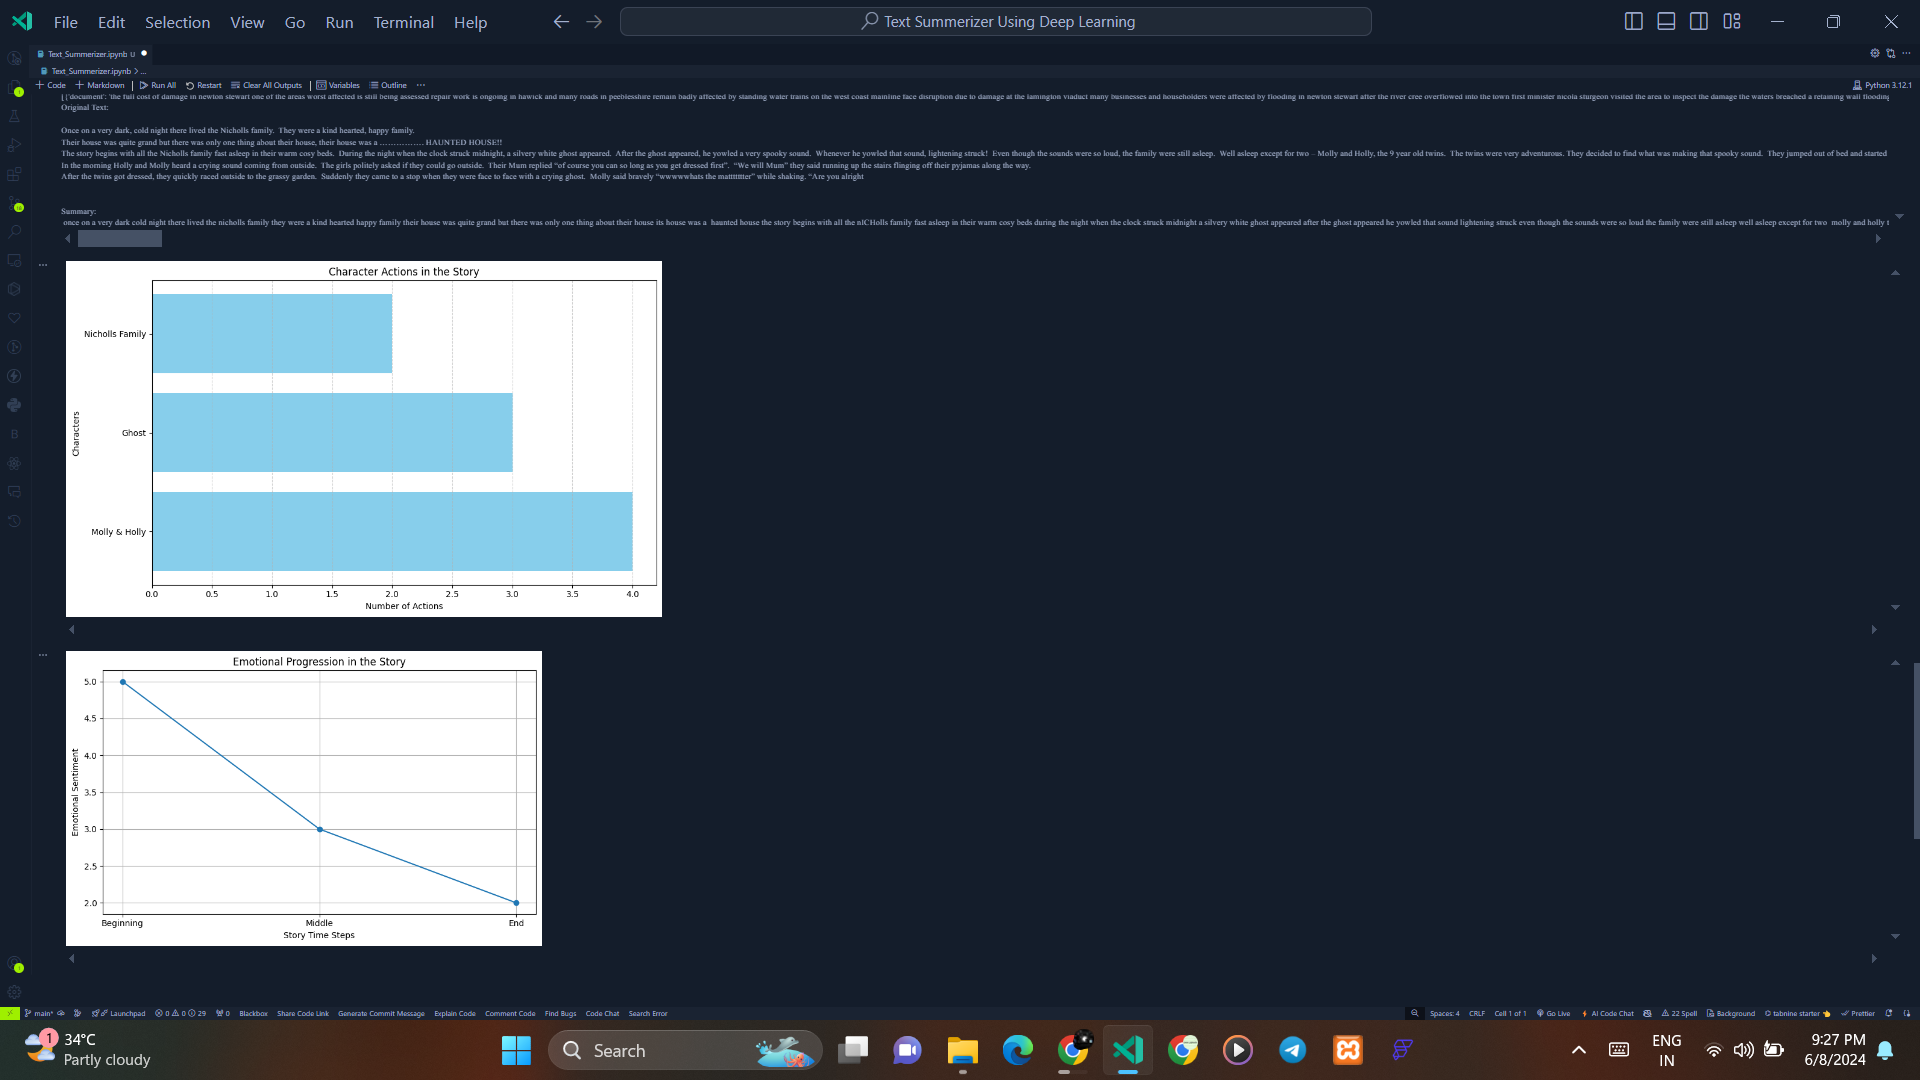 File Edit Selection View Go Run Terminal Help
Text Summerizer Using Deep Learning
Text_Summerizer.ipynb U
Text_Summerizer.ipynb > ...
+ Code + Markdown | Run All Restart Clear All Outputs | Variables Outline ...
Python 3.12.1
[{'document': 'the full cost of damage in newton stewart one of the areas worst affected is still being assessed repair work is ongoing in hawick and many roads in peeblesshire remain badly affected by standing water trains on the west coast mainline face disruption due to damage at the lamington viaduct many businesses and householders were affected by flooding in newton stewart after the river cree overflowed into the town first minister nicola sturgeon visited the area to inspect the damage the waters breached a retaining wall flooding
Original Text:
Once on a very dark, cold night there lived the Nicholls family. They were a kind hearted, happy family.
Their house was quite grand but there was only one thing about their house, their house was a ................ HAUNTED HOUSE!!
The story begins with all the Nicholls family fast asleep in their warm cosy beds. During the night when the clock struck midnight, a silvery white ghost appeared. After the ghost appeared, he yowled a very spooky sound. Whenever he yowled that sound, lightening struck! Even though the sounds were so loud, the family were still asleep. Well asleep except for two – Molly and Holly, the 9 year old twins. The twins were very adventurous. They decided to find what was making that spooky sound. They jumped out of bed and started
In the morning Holly and Molly heard a crying sound coming from outside. The girls politely asked if they could go outside. Their Mum replied “of course you can so long as you get dressed first”. “We will Mum” they said running up the stairs flinging off their pyjamas along the way.
After the twins got dressed, they quickly raced outside to the grassy garden. Suddenly they came to a stop when they were face to face with a crying ghost. Molly said bravely “wwwwwhats the matttttter” while shaking. “Are you alright
Summary:
once on a very dark cold night there lived the nicholls family they were a kind hearted happy family their house was quite grand but there was only one thing about their house its house was a haunted house the story begins with all the nICHolls family fast asleep in their warm cosy beds during the night when the clock struck midnight a silvery white ghost appeared after the ghost appeared he yowled that sound lightening struck even though the sounds were so loud the family were still asleep well asleep except for two molly and holly t
Character Actions in the Story
Nicholls Family
Ghost
Molly & Holly
Characters
0.0 0.5 1.0 1.5 2.0 2.5 3.0 3.5 4.0
Number of Actions
Emotional Progression in the Story
5.0
4.5
4.0
3.5
3.0
2.5
2.0
Emotional Sentiment
Beginning Middle End
Story Time Steps
main* Launchpad 0 0 29 0 Blackbox Share Code Link Generate Commit Message Explain Code Comment Code Find Bugs Code Chat Search Error
Spaces: 4 CRLF Cell 1 of 1 Go Live AI Code Chat 22 Spell Background tabnine starter Prettier
1
34°C
Partly cloudy
Search
ENG
IN
9:27 PM
6/8/2024